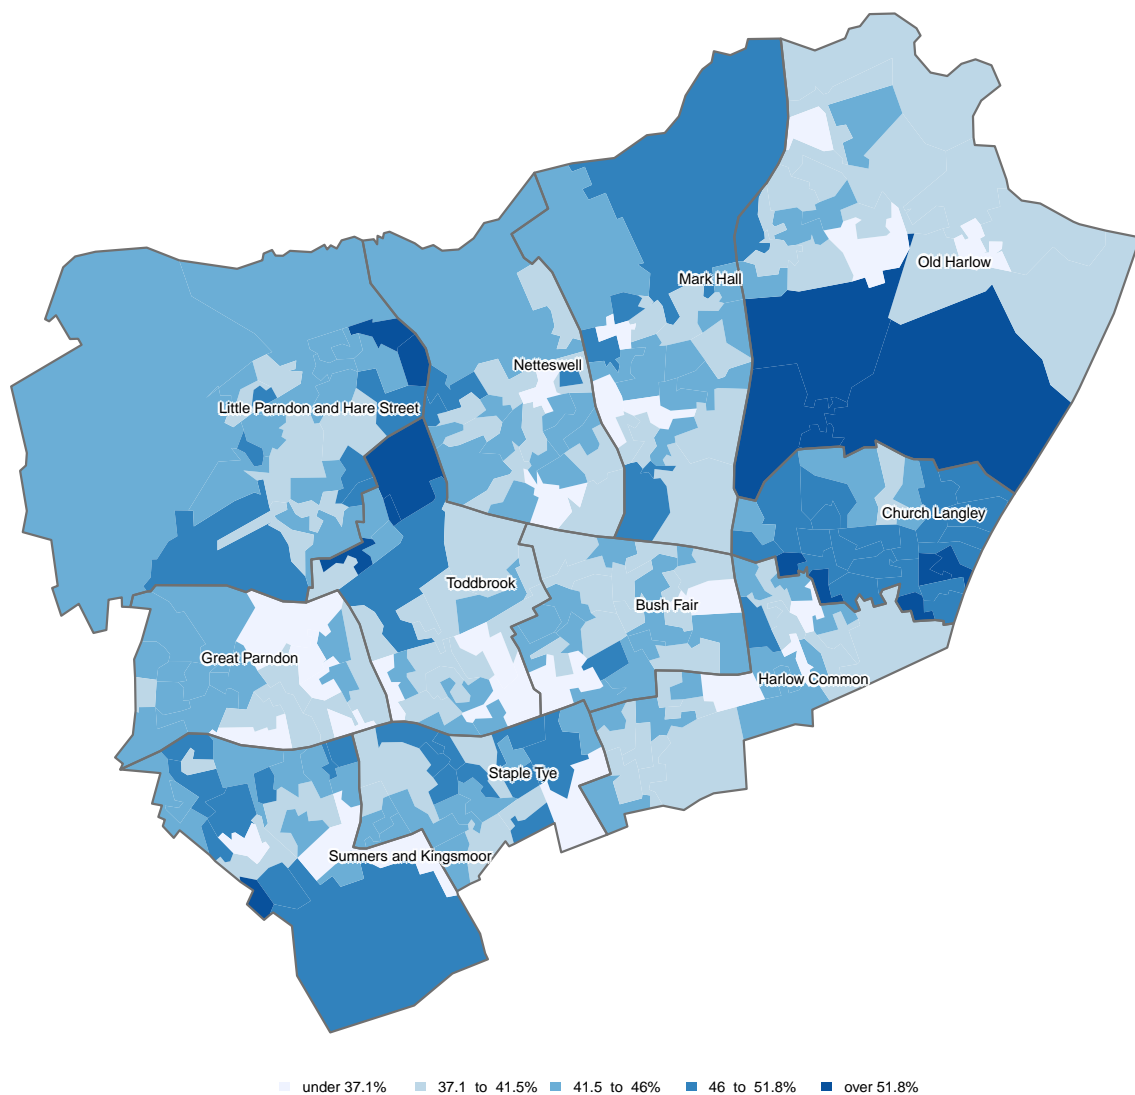 Old Harlow
Mark Hall
Netteswell
Little Parndon and Hare Street
Church Langley
Toddbrook
Bush Fair
Great Parndon
Harlow Common
Staple Tye
Sumners and Kingsmoor
under 37.1% 37.1 to 41.5% 41.5 to 46% 46 to 51.8% over 51.8%